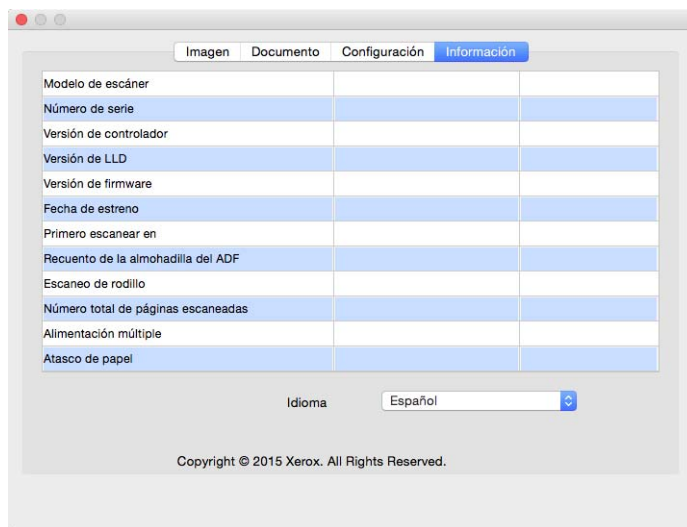 Imagen Documento Configuración Información
Modelo de escáner
Número de serie
Versión de controlador
Versión de LLD
Versión de firmware
Fecha de estreno
Primero escanear en
Recuento de la almohadilla del ADF
Escaneo de rodillo
Número total de páginas escaneadas
Alimentación múltiple
Atasco de papel
Idioma Español
Copyright © 2015 Xerox. All Rights Reserved.